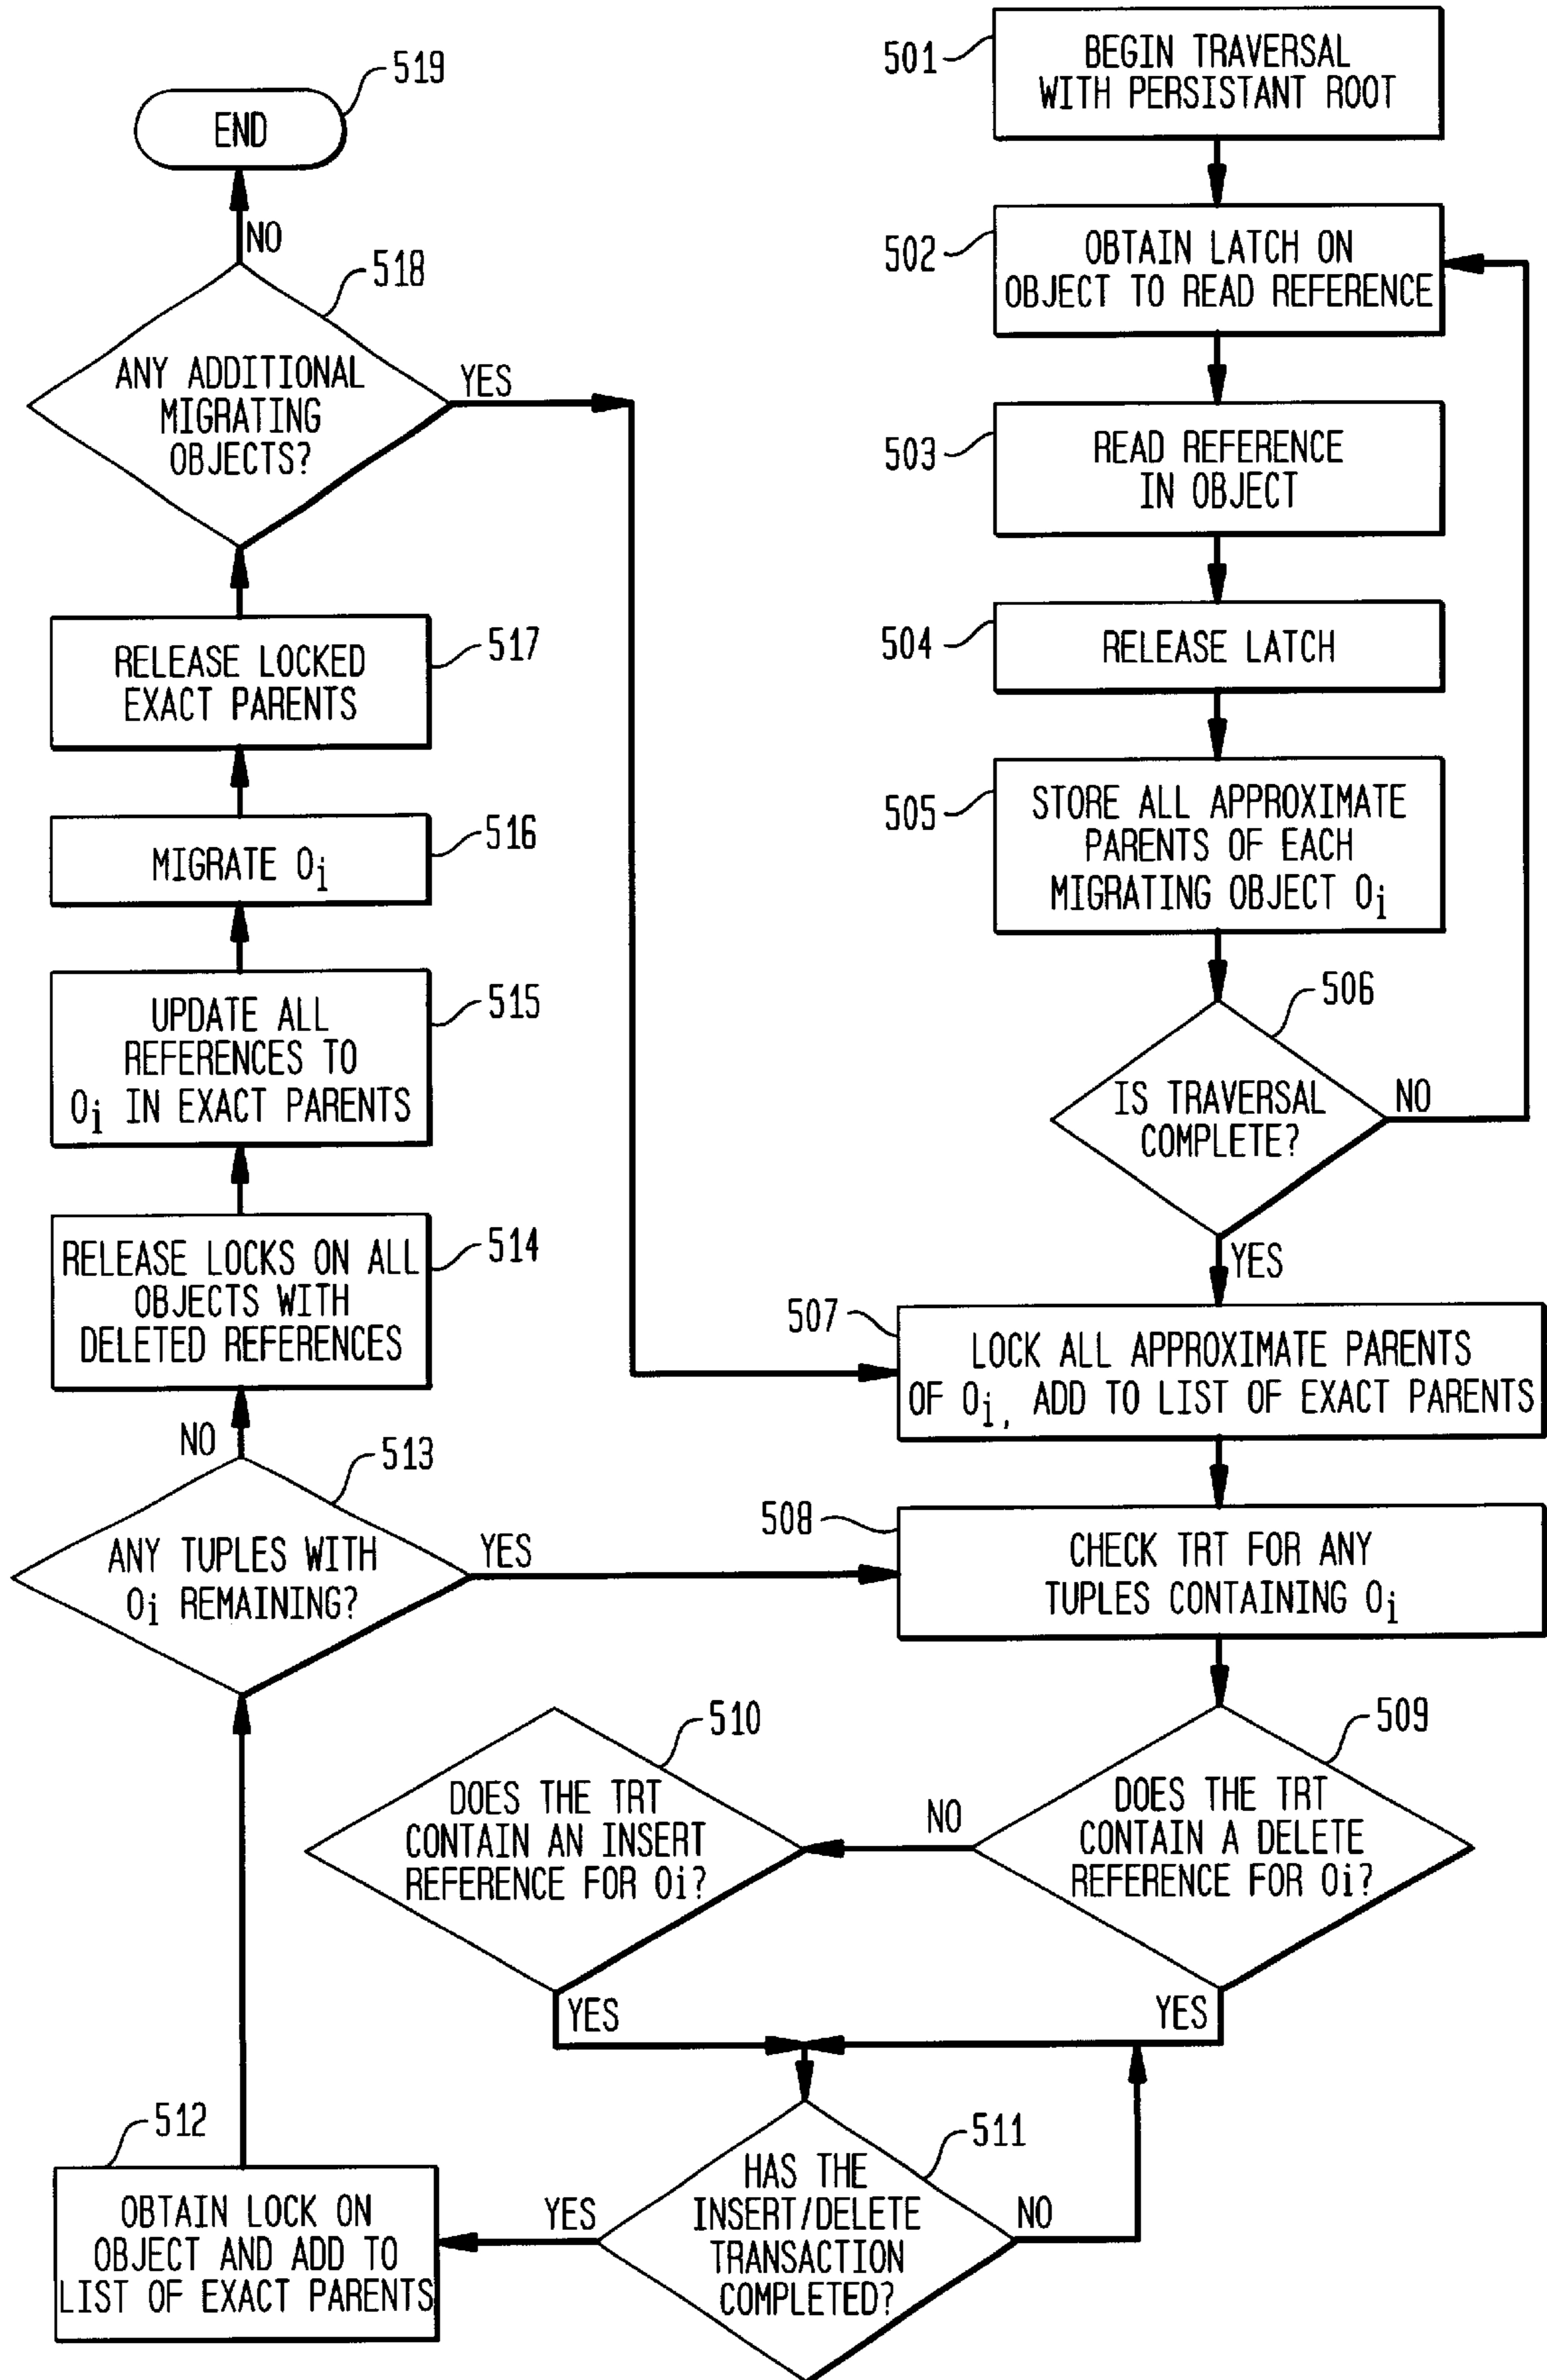 501
BEGIN TRAVERSAL
WITH PERSISTANT ROOT
502
OBTAIN LATCH ON
OBJECT TO READ REFERENCE
503
READ REFERENCE
IN OBJECT
504
RELEASE LATCH
505
STORE ALL APPROXIMATE
PARENTS OF EACH
MIGRATING OBJECT Oi
506
IS TRAVERSAL
COMPLETE?
NO
YES
507
LOCK ALL APPROXIMATE PARENTS
OF Oi, ADD TO LIST OF EXACT PARENTS
508
CHECK TRT FOR ANY
TUPLES CONTAINING Oi
509
DOES THE TRT
CONTAIN A DELETE
REFERENCE FOR Oi?
NO
YES
510
DOES THE TRT
CONTAIN AN INSERT
REFERENCE FOR Oi?
YES
511
HAS THE
INSERT/DELETE
TRANSACTION
COMPLETED?
NO
YES
512
OBTAIN LOCK ON
OBJECT AND ADD TO
LIST OF EXACT PARENTS
513
ANY TUPLES WITH
Oi REMAINING?
YES
NO
514
RELEASE LOCKS ON ALL
OBJECTS WITH
DELETED REFERENCES
515
UPDATE ALL
REFERENCES TO
Oi IN EXACT PARENTS
516
MIGRATE Oi
517
RELEASE LOCKED
EXACT PARENTS
518
ANY ADDITIONAL
MIGRATING
OBJECTS?
YES
NO
519
END